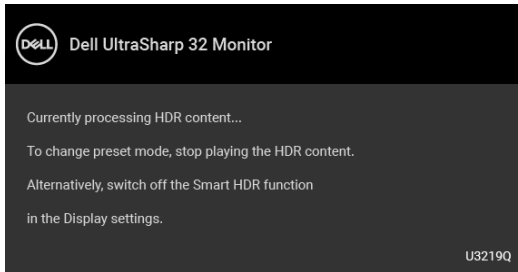 DELL Dell UltraSharp 32 Monitor
Currently processing HDR content...
To change preset mode, stop playing the HDR content.
Alternatively, switch off the Smart HDR function
in the Display settings.
U3219Q